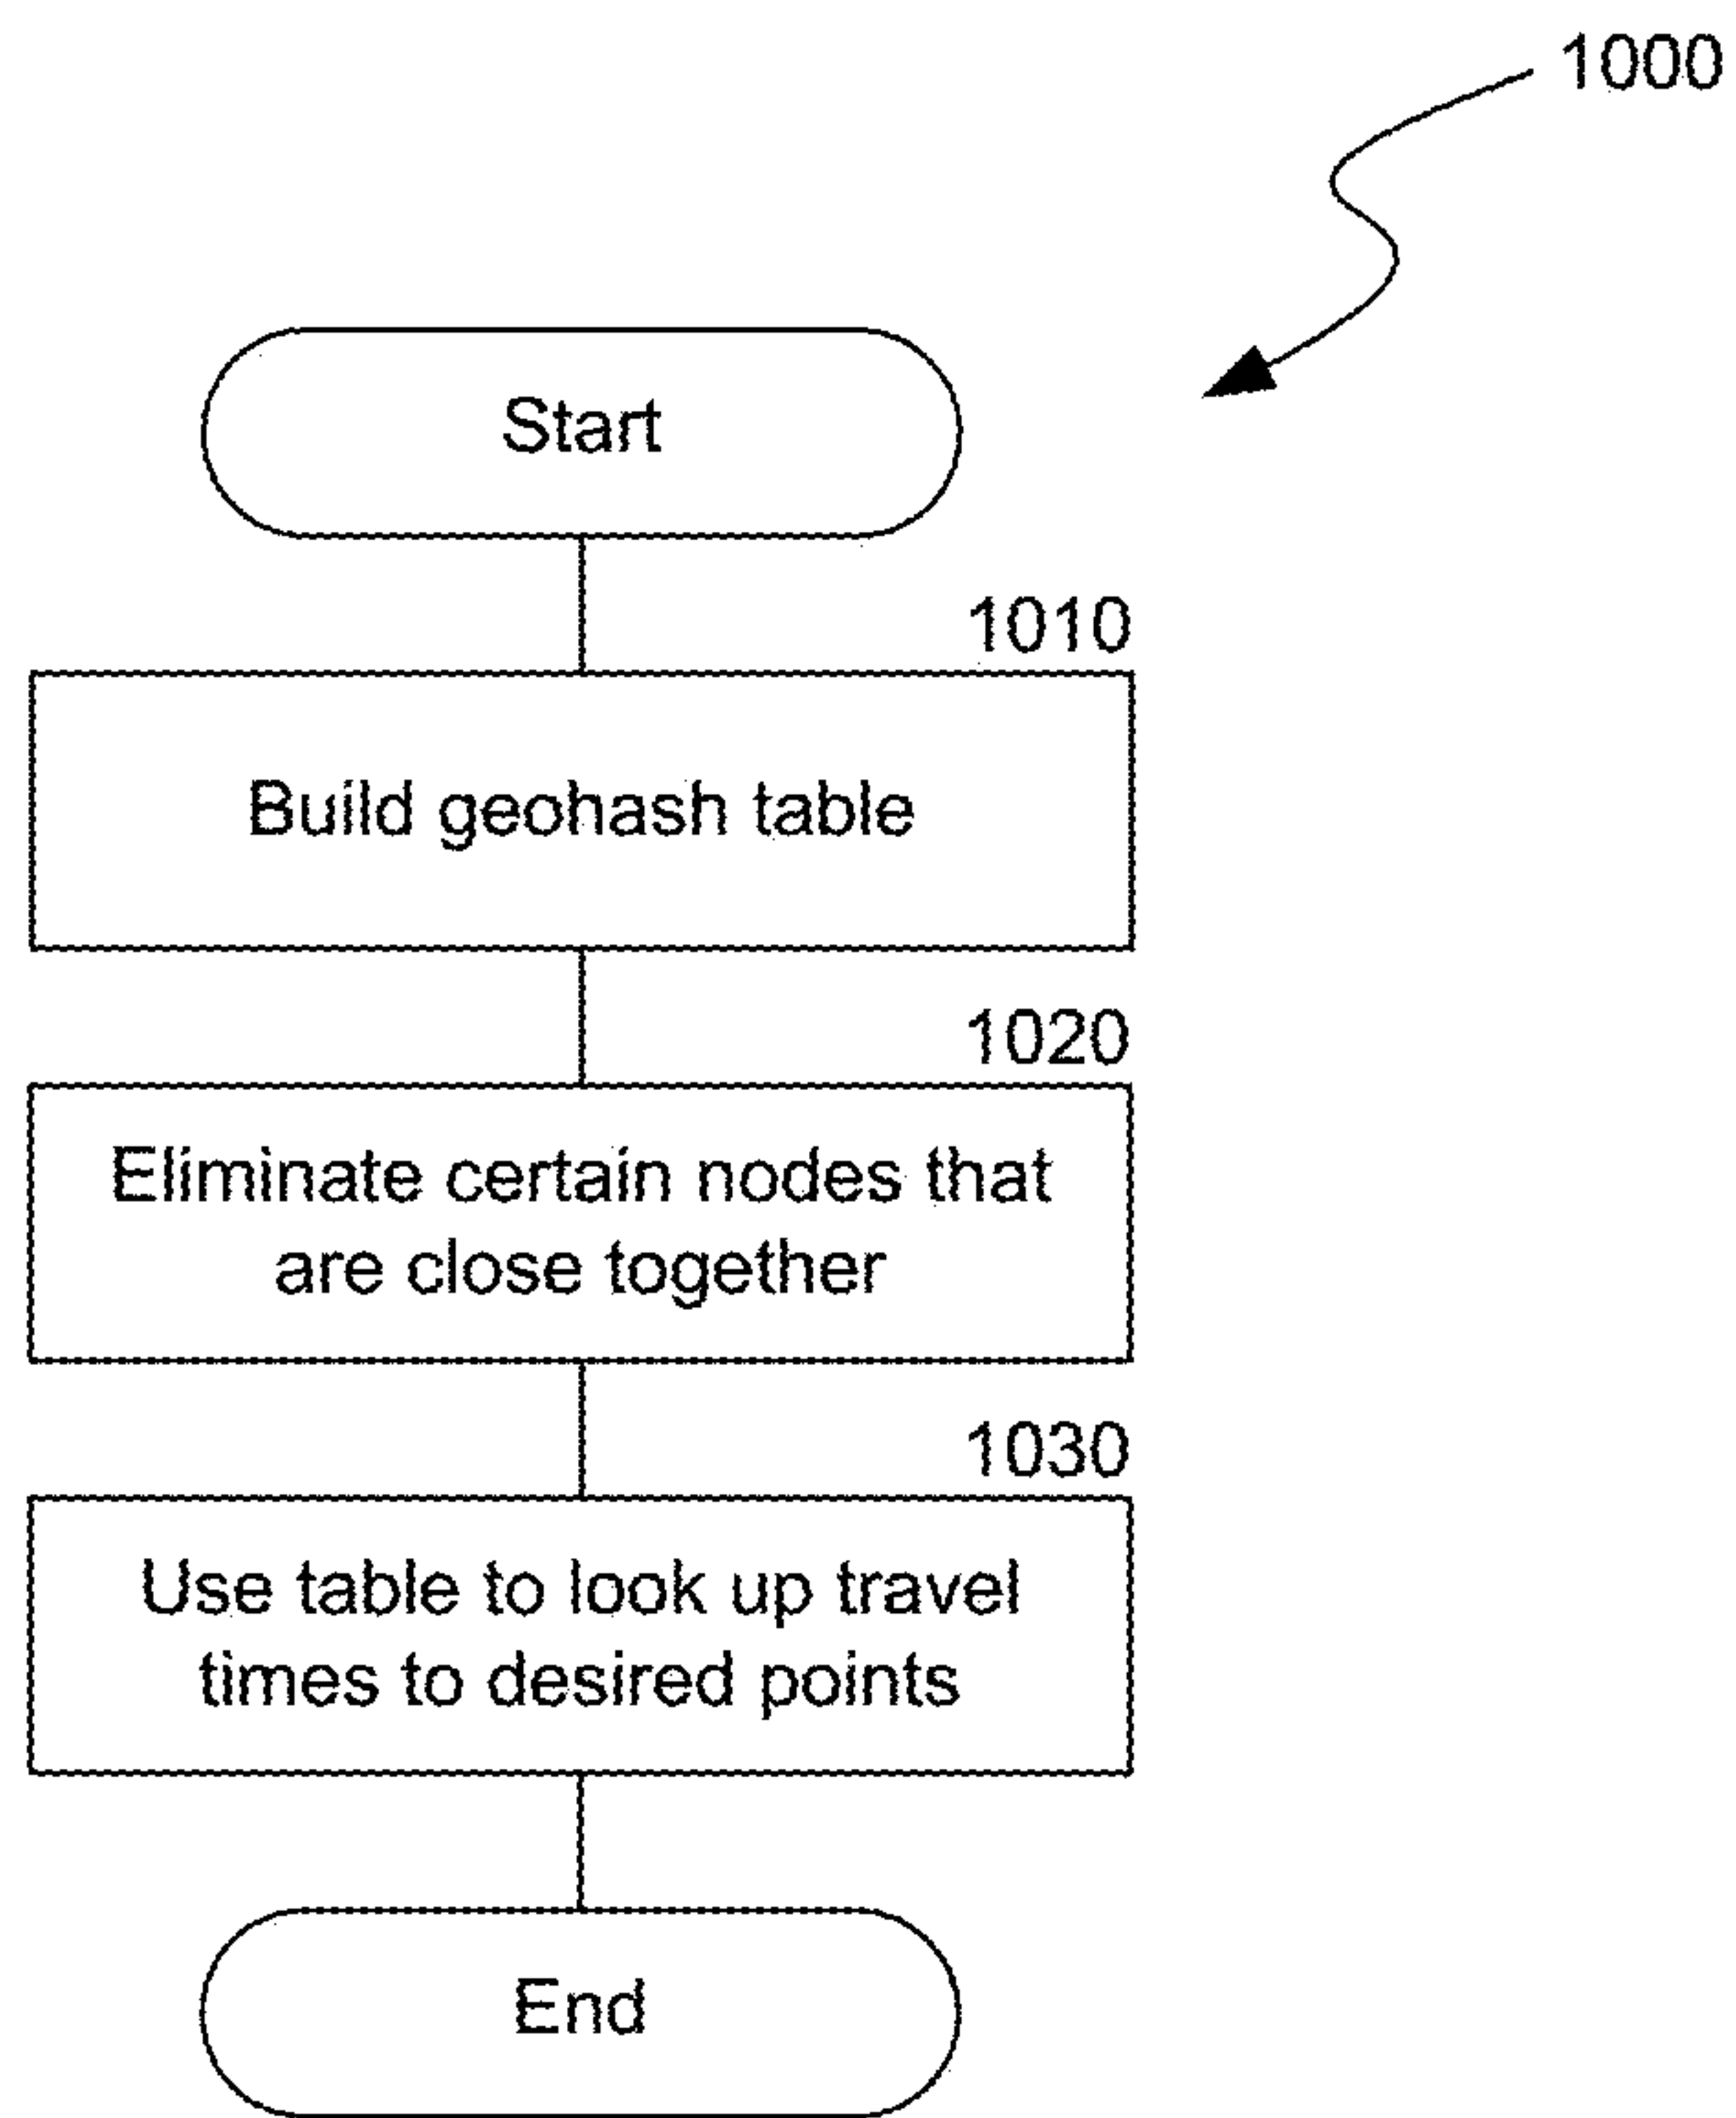 1000
Start
1010
Build geohash table
1020
Eliminate certain nodes that
are close together
1030
Use table to look up travel
times to desired points
End